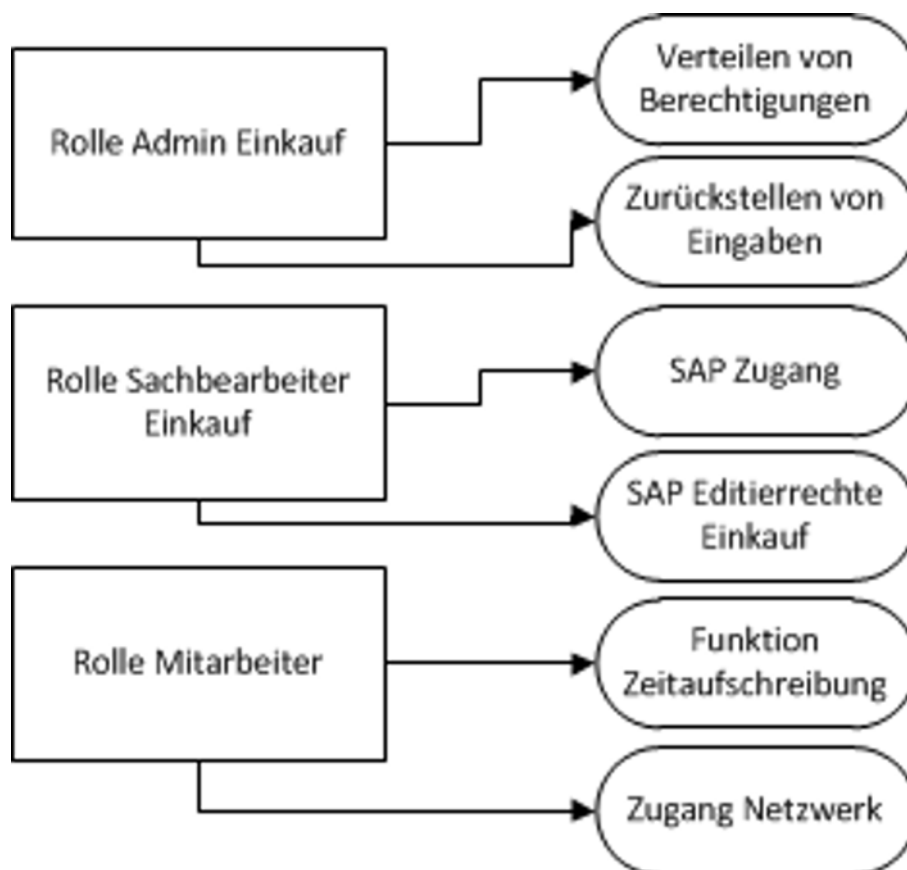 Rolle Admin Einkauf
Verteilen von
Berechtigungen
Zurückstellen von
Eingaben
Rolle Sachbearbeiter
Einkauf
SAP Zugang
SAP Editierrechte
Einkauf
Rolle Mitarbeiter
Funktion
Zeitaufschreibung
Zugang Netzwerk